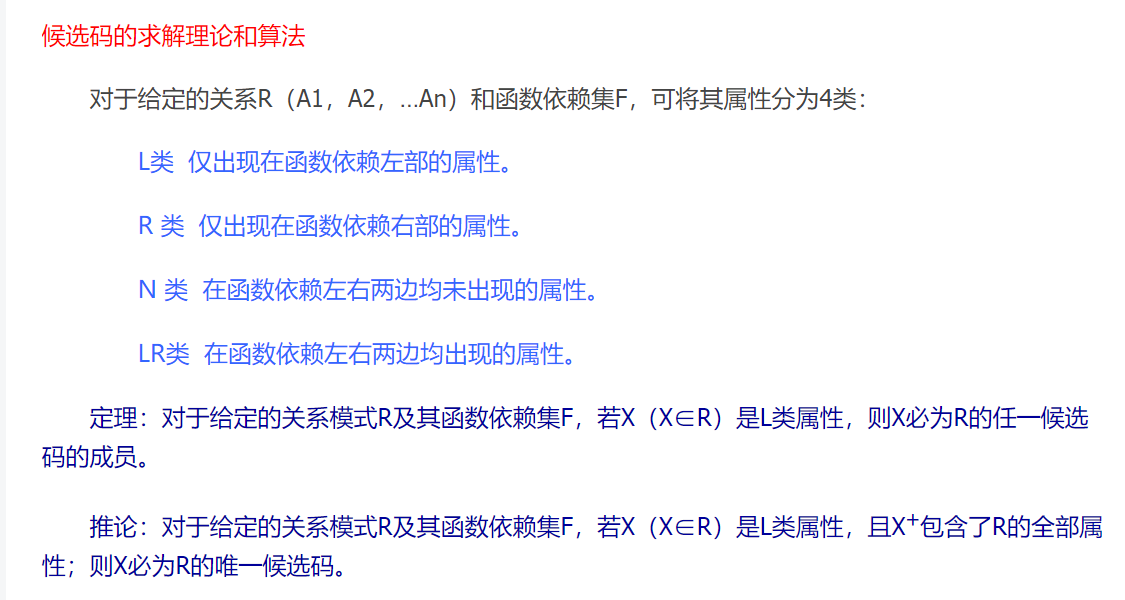 候选码的求解理论和算法
对于给定的关系R（A1，A2，…An）和函数依赖集F，可将其属性分为4类：
L类 仅出现在函数依赖左部的属性。
R 类 仅出现在函数依赖右部的属性。
N 类 在函数依赖左右两边均未出现的属性。
LR类 在函数依赖左右两边均出现的属性。
定理：对于给定的关系模式R及其函数依赖集F，若X（X∈R）是L类属性，则X必为R的任一候选
码的成员。
推论：对于给定的关系模式R及其函数依赖集F，若X（X∈R）是L类属性，且X⁺包含了R的全部属
性；则X必为R的唯一候选码。